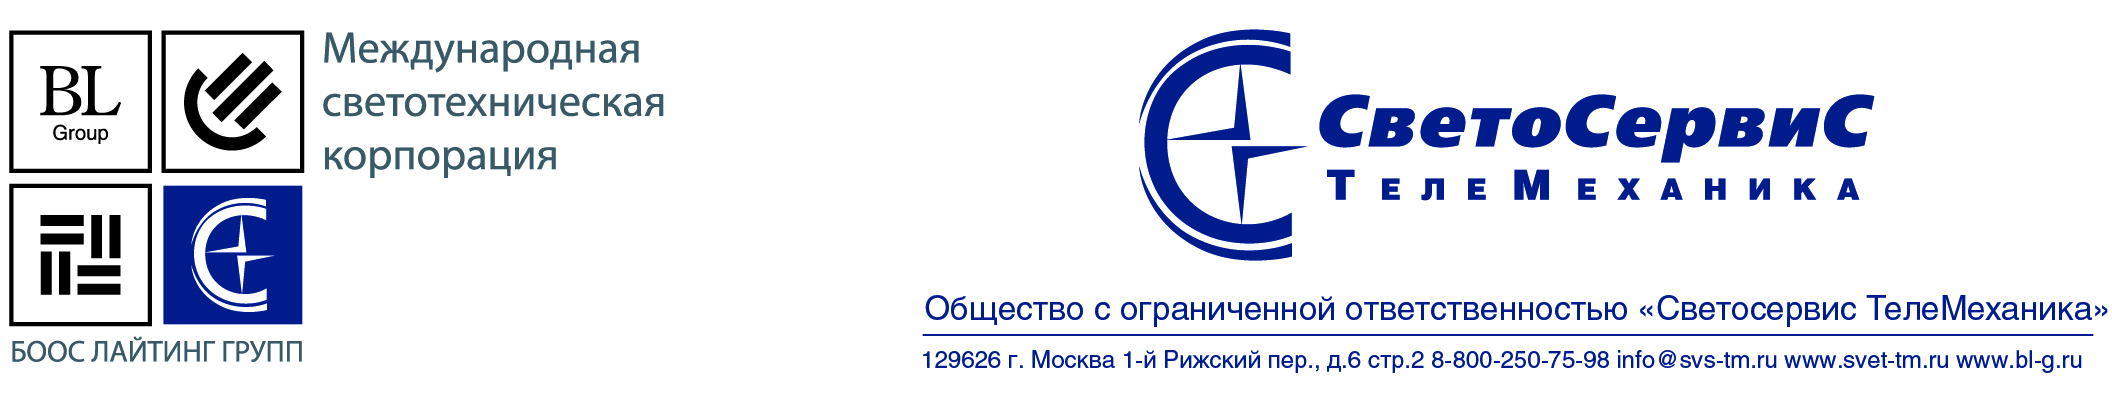 BL
Group
Международная
светотехническая
корпорация
БООС ЛАЙТИНГ ГРУПП
СветоСервиС
ТелеМеханика
Общество с ограниченной ответственностью «Светосервис ТелеМеханика»
129626 г. Москва 1-й Рижский пер., д.6 стр.2 8-800-250-75-98 info@svs-tm.ru www.svet-tm.ru www.bl-g.ru